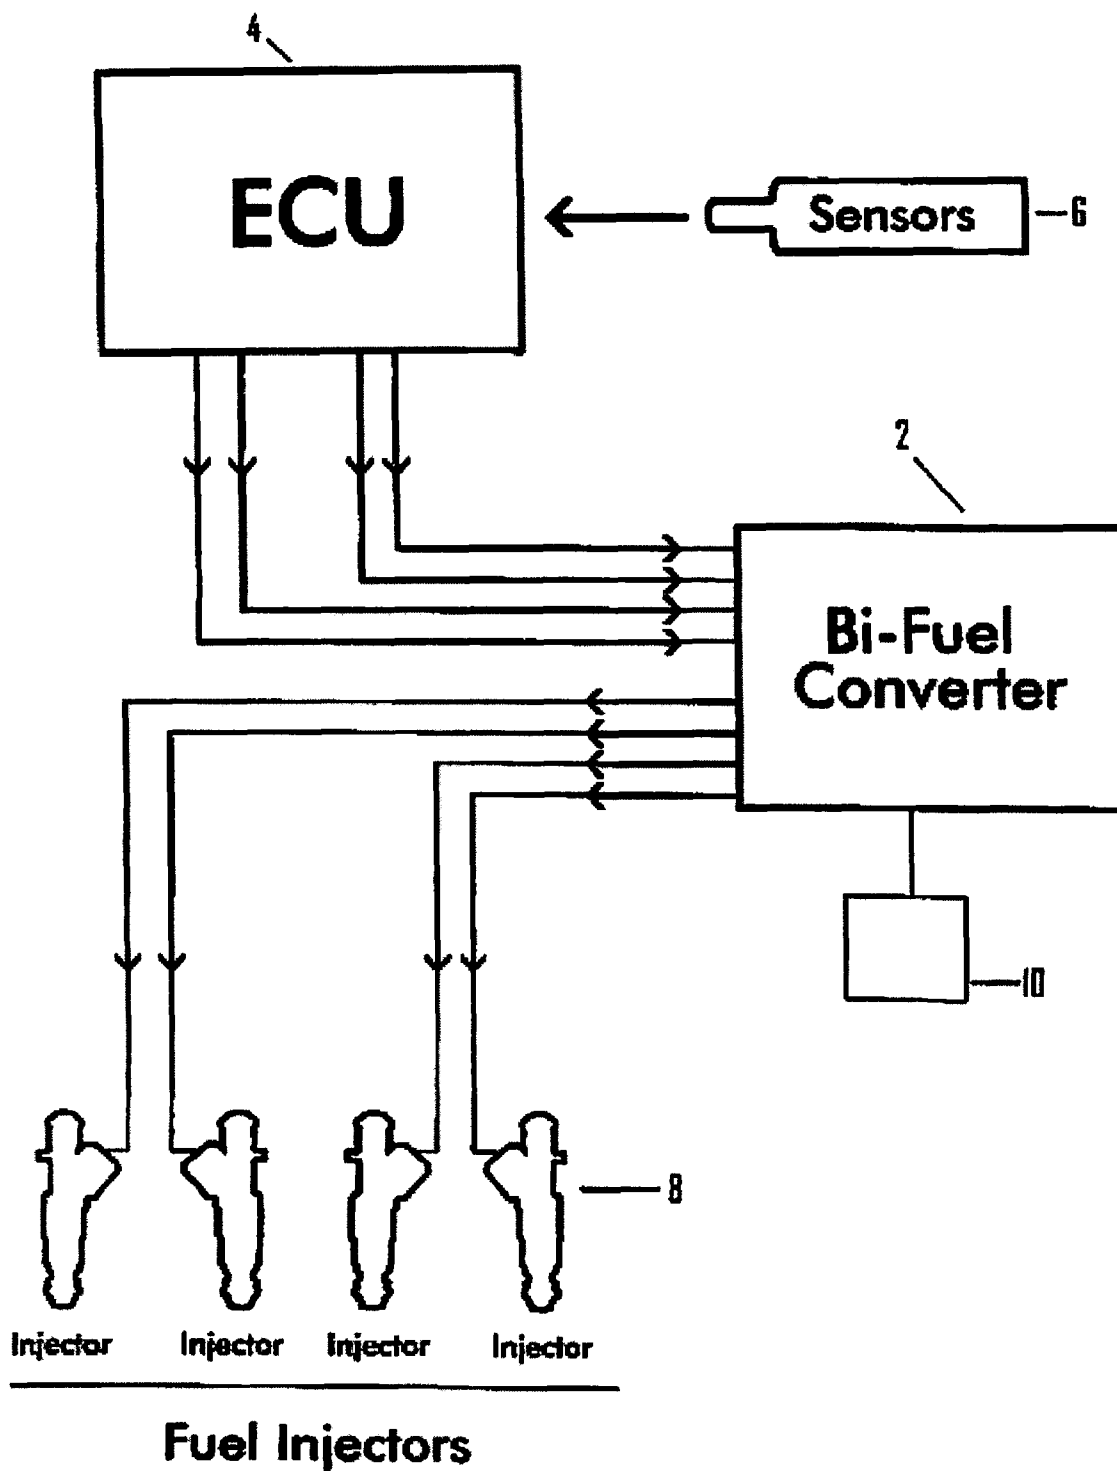 4
ECU
Sensors
6
2
Bi-Fuel
Converter
10
8
Injector Injector Injector Injector
Fuel Injectors